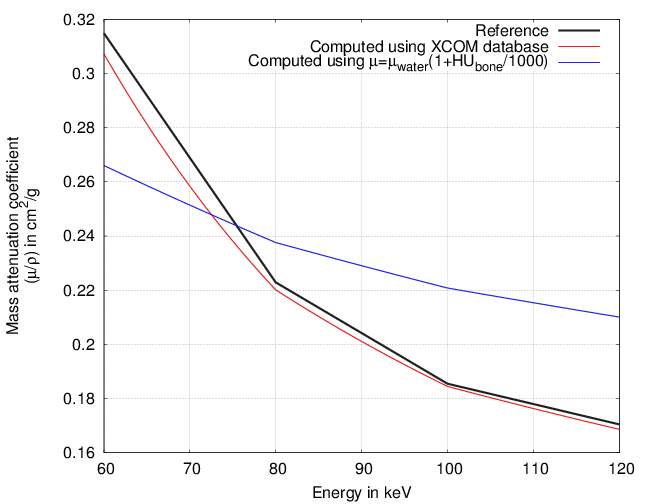 Reference
Computed using XCOM database
Computed using μ=μwater(1+HUbone/1000)
0.32
0.3
0.28
0.26
0.24
0.22
0.2
0.18
0.16
60 70 80 90 100 110 120
Energy in keV
Mass attenuation coefficient
(μ/ρ) in cm²/g